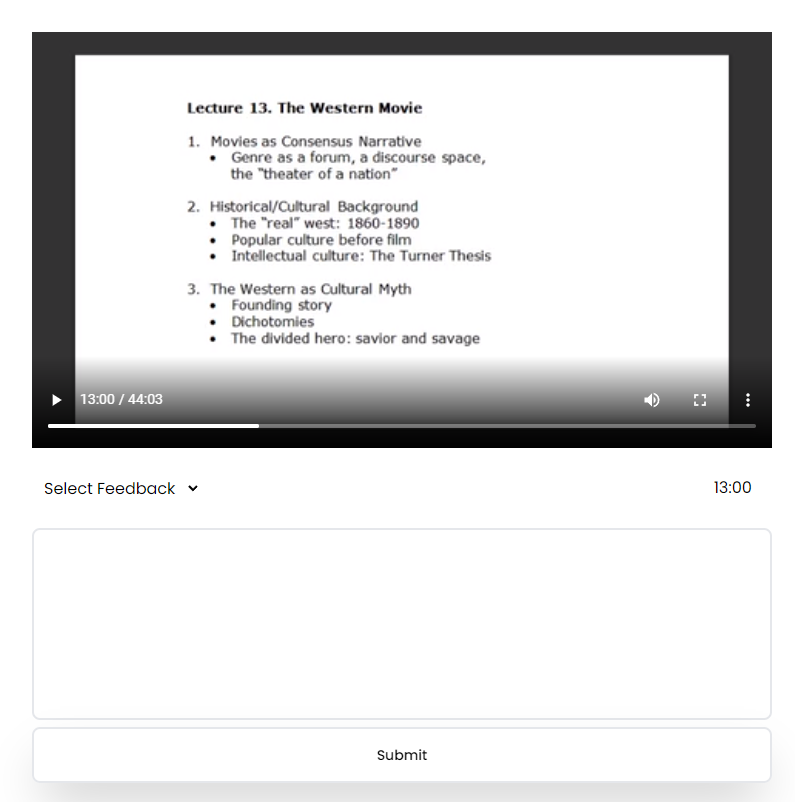 Lecture 13. The Western Movie
1. Movies as Consensus Narrative
• Genre as a forum, a discourse space,
the "theater of a nation"
2. Historical/Cultural Background
• The "real" west: 1860-1890
• Popular culture before film
• Intellectual culture: The Turner Thesis
3. The Western as Cultural Myth
• Founding story
• Dichotomies
• The divided hero: savior and savage
13:00 / 44:03
Select Feedback
13:00
Submit